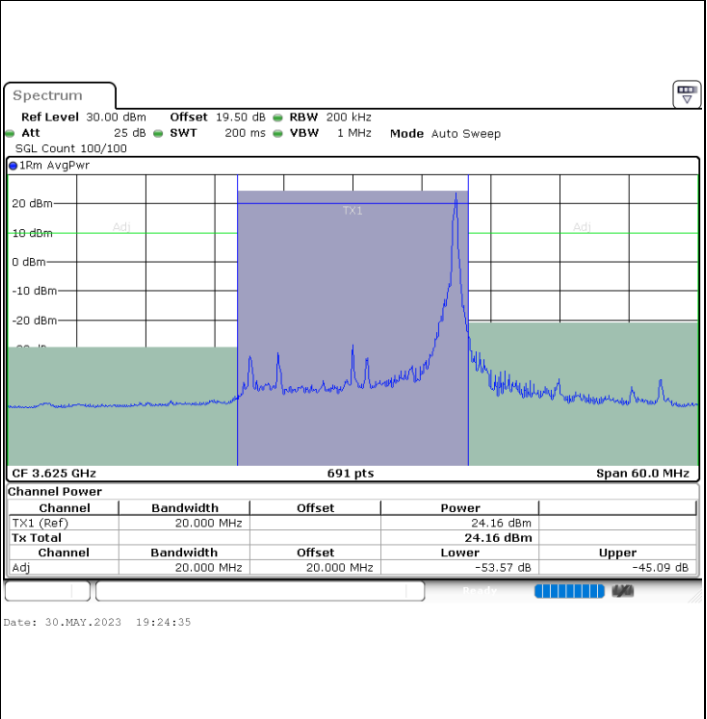 Spectrum
Ref Level 30.00 dBm Offset 19.50 dB RBW 200 kHz
Att 25 dB SWT 200 ms VBW 1 MHz Mode Auto Sweep
SGL Count 100/100
1Rm AvgPwr
20 dBm
TX1
Adj
Adj
10 dBm
0 dBm
-10 dBm
-20 dBm
CF 3.625 GHz 691 pts Span 60.0 MHz
Channel Power
Channel Bandwidth Offset Power
TX1 (Ref) 20.000 MHz 24.16 dBm
Tx Total 24.16 dBm
Channel Bandwidth Offset Lower Upper
Adj 20.000 MHz 20.000 MHz -53.57 dB -45.09 dB
Ready
Date: 30.MAY.2023 19:24:35